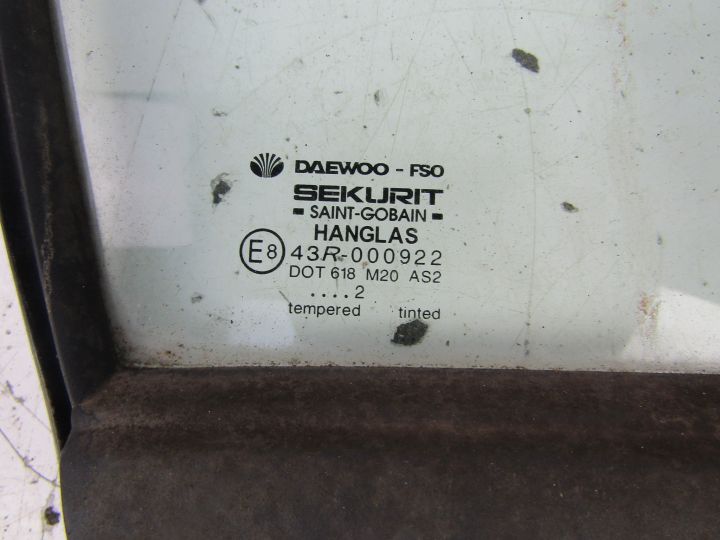 DAEWOO - FSO
SEKURIT
SAINT-GOBAIN
HANGLAS
E8 43R-000922
DOT 618 M20 AS2
....2
tempered tinted